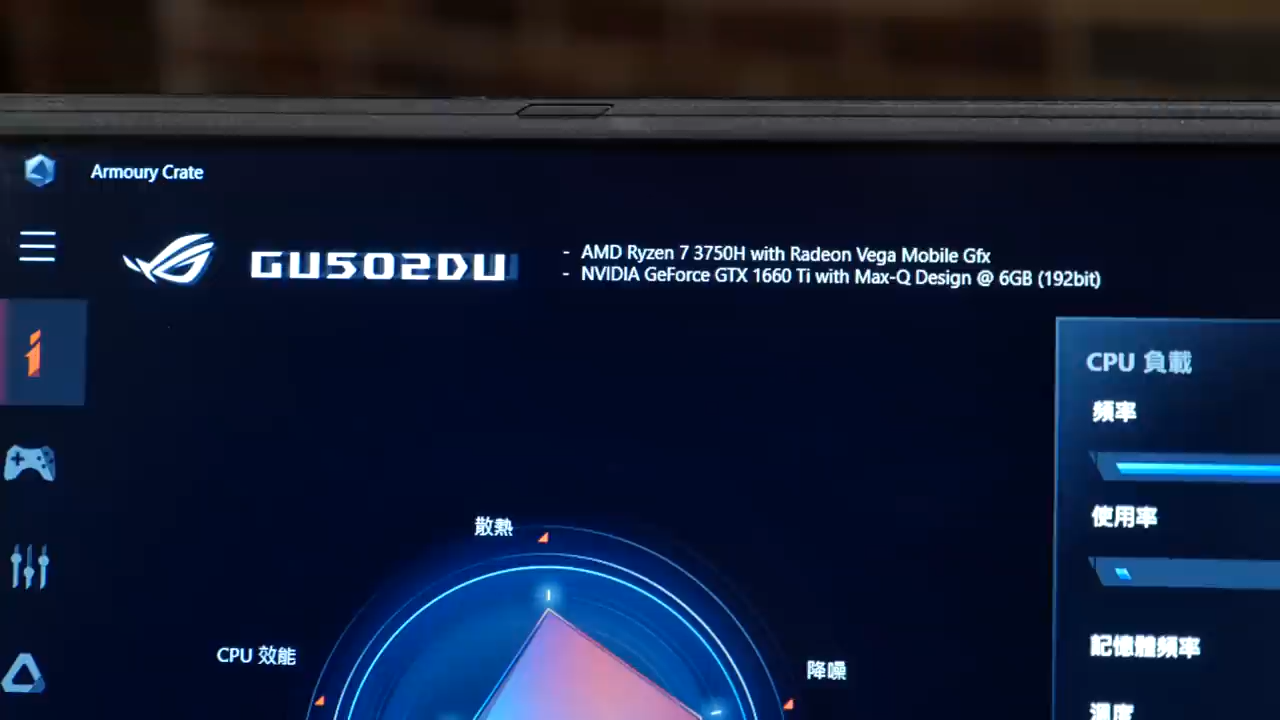 Armoury Crate
GU502DU
- AMD Ryzen 7 3750H with Radeon Vega Mobile Gfx
- NVIDIA GeForce GTX 1660 Ti with Max-Q Design @ 6GB (192bit)
CPU 負載
頻率
使用率
散熱
CPU 效能
降噪
記憶體頻率
溫度